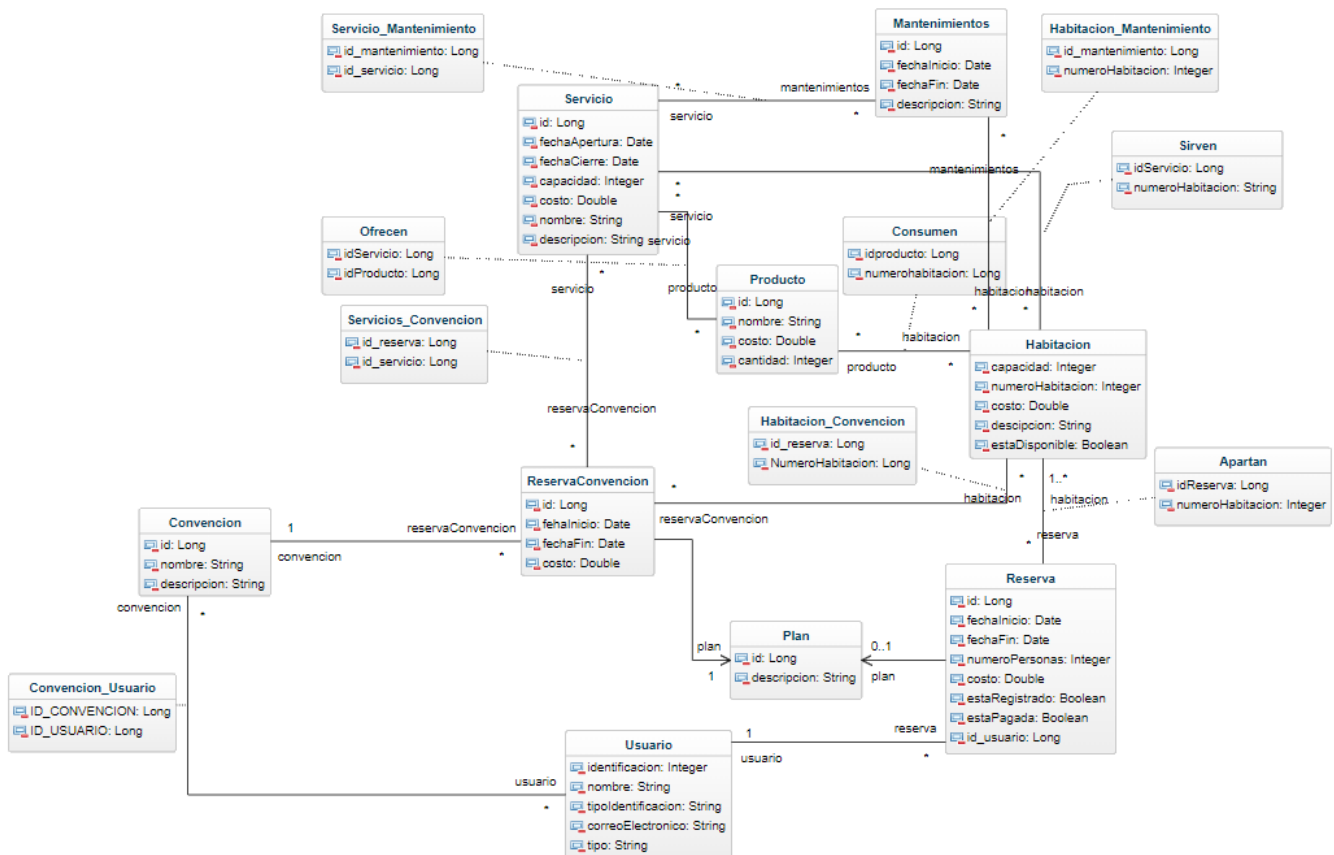 Servicio_Mantenimiento
id_mantenimiento: Long
id_servicio: Long
Mantenimientos
id: Long
fechaInicio: Date
fechaFin: Date
descripcion: String
Habitacion_Mantenimiento
id_mantenimiento: Long
numeroHabitacion: Integer
*
mantenimientos
servicio
*
Servicio
id: Long
fechaApertura: Date
fechaCierre: Date
capacidad: Integer
costo: Double
nombre: String
descripcion: String
*
mantenimientos
Sirven
idServicio: Long
numeroHabitacion: String
*
*
servicio
servicio
Ofrecen
idServicio: Long
idProducto: Long
Consumen
idproducto: Long
numerohabitacion: Long
*
servicio
producto
*
Producto
id: Long
nombre: String
costo: Double
cantidad: Integer
habitacion
habitacion
*
*
Servicios_Convencion
id_reserva: Long
id_servicio: Long
*
habitacion
producto
*
Habitacion
capacidad: Integer
numeroHabitacion: Integer
costo: Double
descipcion: String
estaDisponible: Boolean
reservaConvencion
*
Habitacion_Convencion
id_reserva: Long
NumeroHabitacion: Long
*
1..*
habitacion
habitacion
Apartan
idReserva: Long
numeroHabitacion: Integer
ReservaConvencion
id: Long
fehaInicio: Date
fechaFin: Date
costo: Double
*
reservaConvencion
*
reserva
Convencion
id: Long
nombre: String
descripcion: String
1
reservaConvencion
convencion
*
convencion
*
Reserva
id: Long
fechaInicio: Date
fechaFin: Date
numeroPersonas: Integer
costo: Double
estaRegistrado: Boolean
estaPagada: Boolean
id_usuario: Long
Plan
id: Long
descripcion: String
plan
1
0..1
plan
Convencion_Usuario
ID_CONVENCION: Long
ID_USUARIO: Long
1
reserva
usuario
*
Usuario
identificacion: Integer
nombre: String
tipoIdentificacion: String
correoElectronico: String
tipo: String
usuario
*